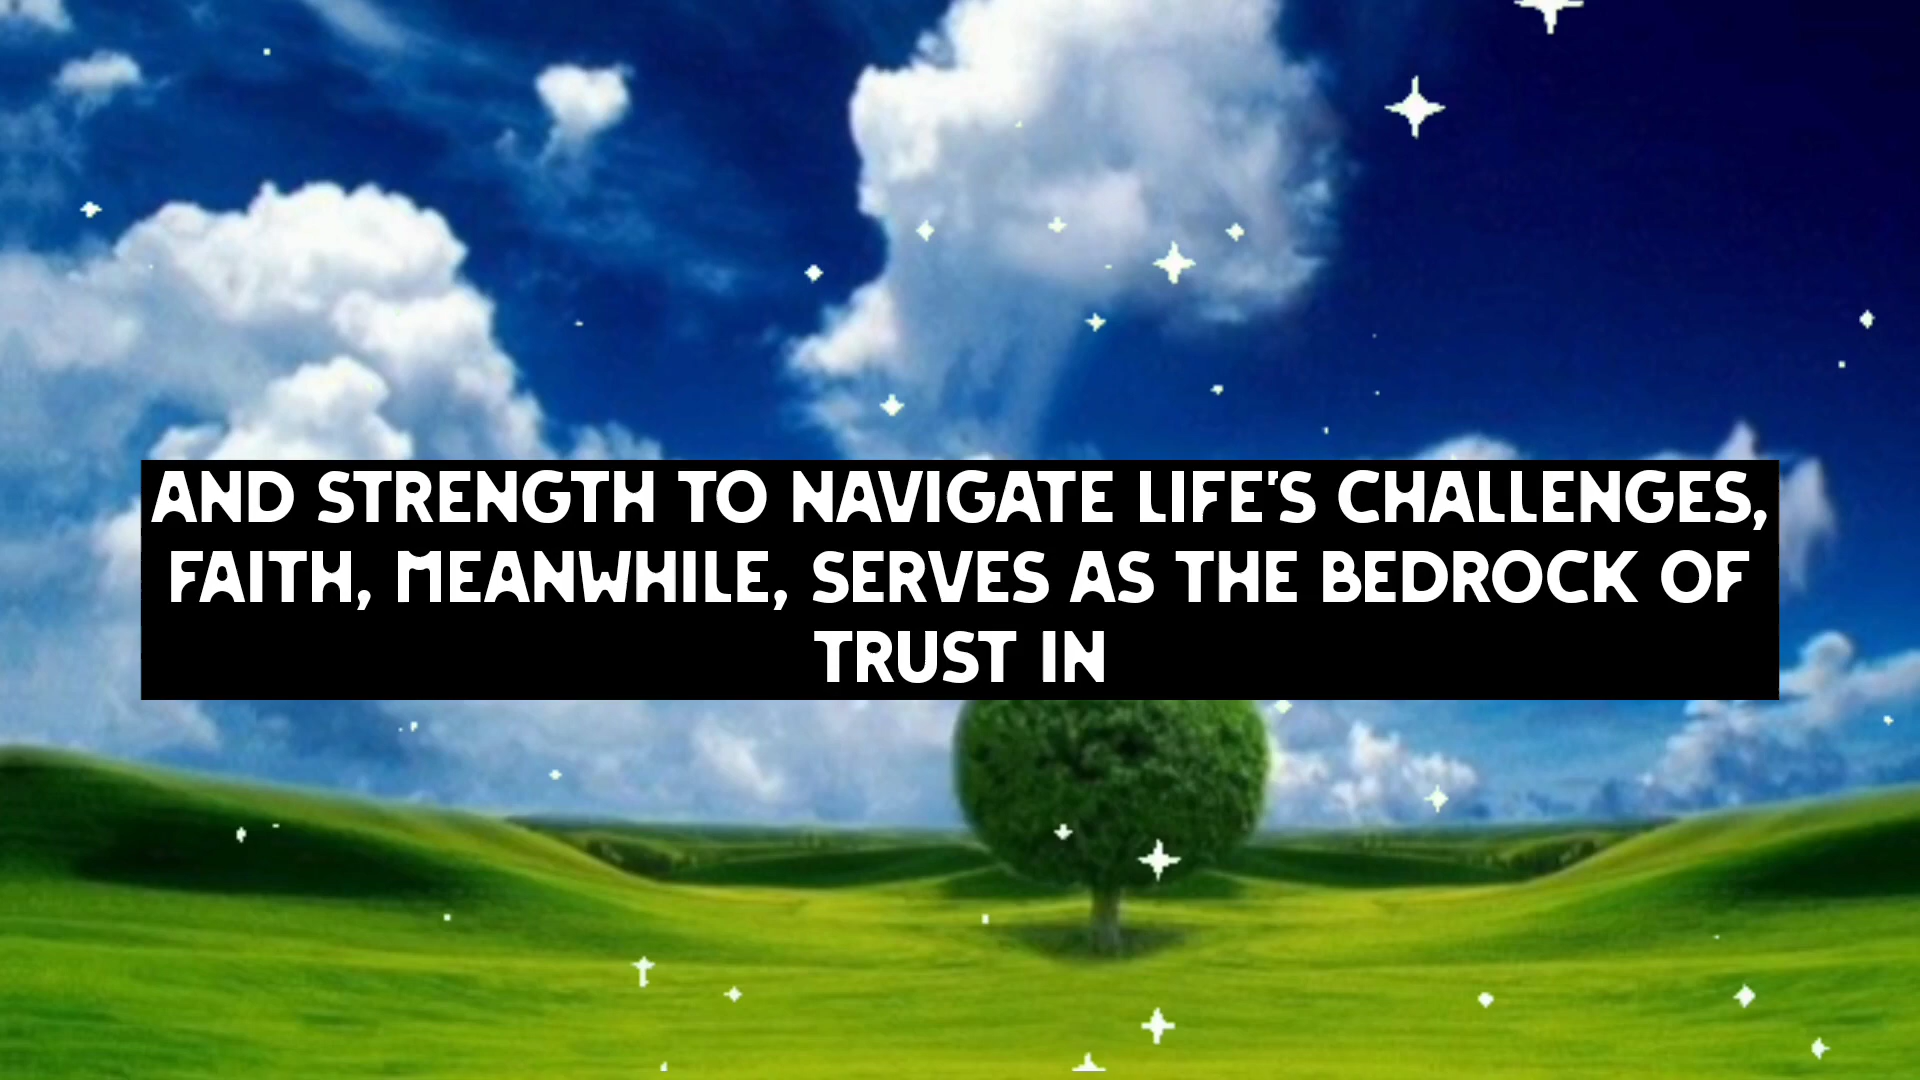 AND STRENGTH TO NAVIGATE LIFE'S CHALLENGES,
FAITH, MEANWHILE, SERVES AS THE BEDROCK OF
TRUST IN